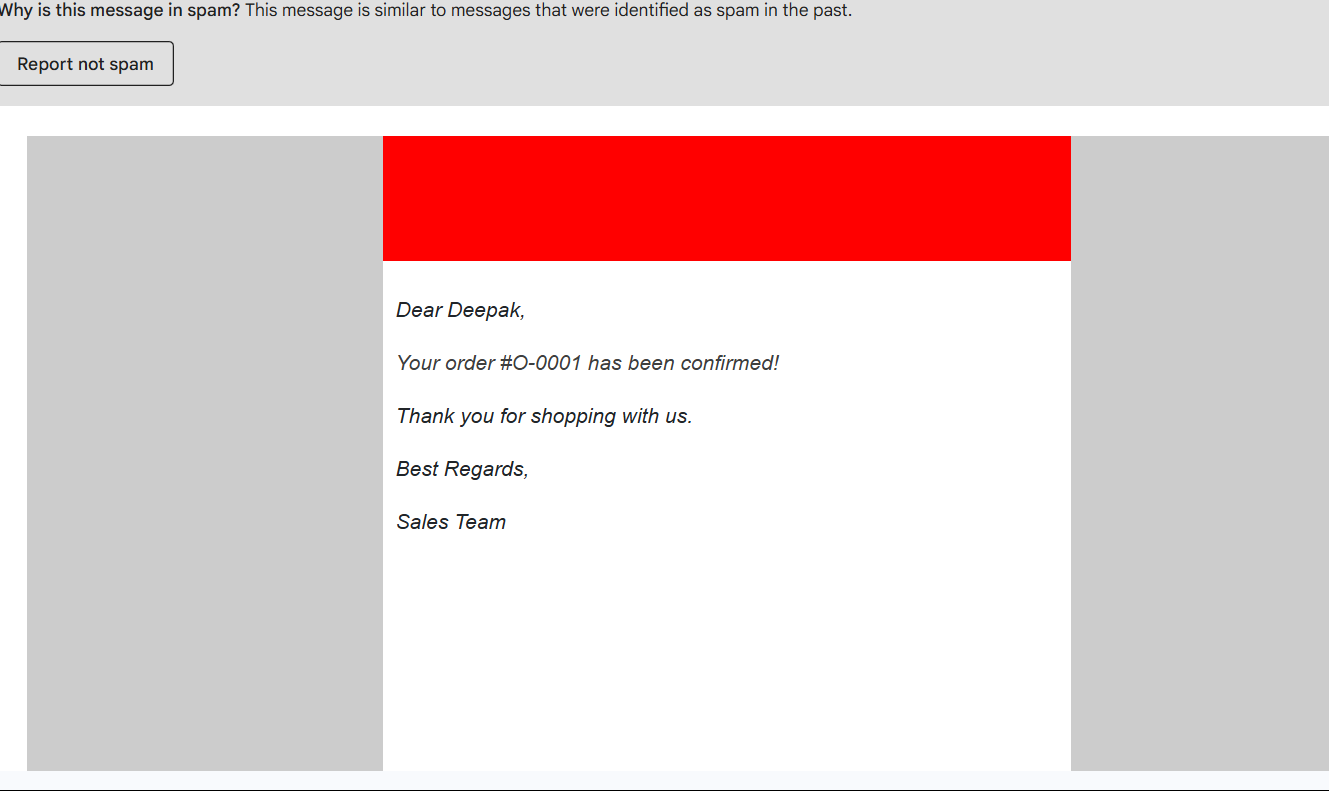 Why is this message in spam? This message is similar to messages that were identified as spam in the past.
Report not spam
Dear Deepak,
Your order #O-0001 has been confirmed!
Thank you for shopping with us.
Best Regards,
Sales Team